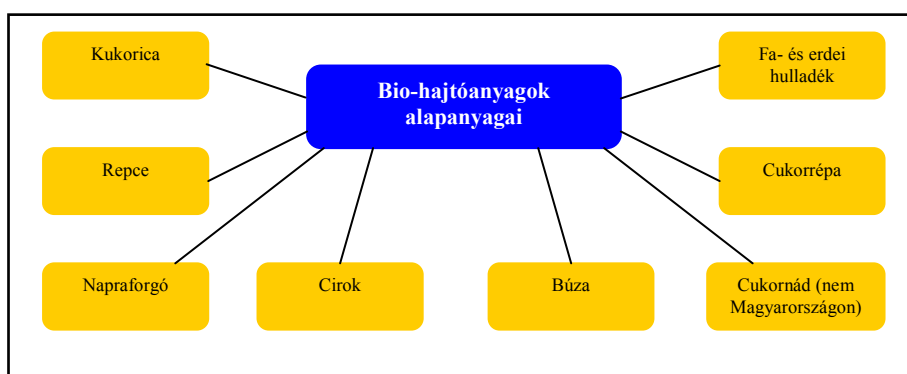 Kukorica
Fa- és erdei
hulladék
Bio-hajtóanyagok
alapanyagai
Repce
Cukorrépa
Napraforgó
Cirok
Búza
Cukornád (nem
Magyarországon)